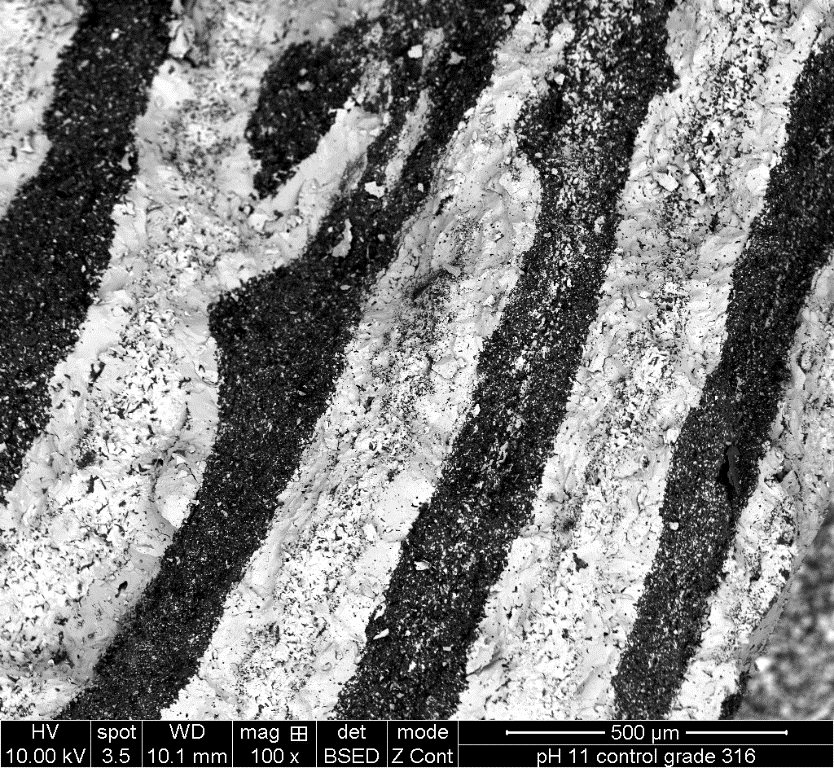 HV spot WD mag ⊞ det mode 500 µm
10.00 kV 3.5 10.1 mm 100 x BSED Z Cont pH 11 control grade 316